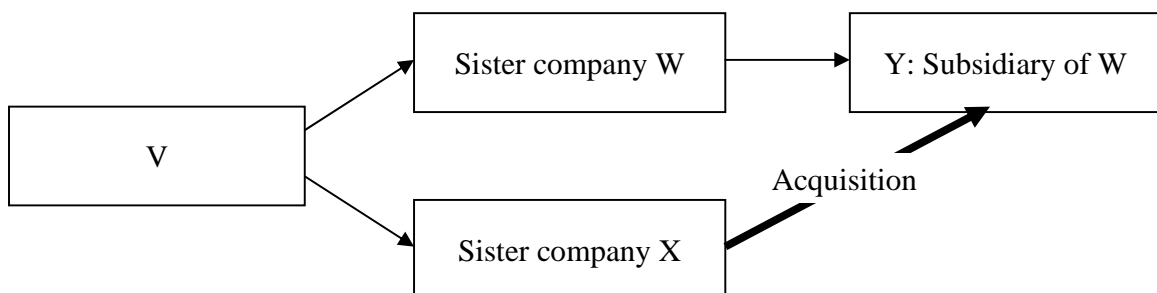 Sister company W
Y: Subsidiary of W
V
Acquisition
Sister company X